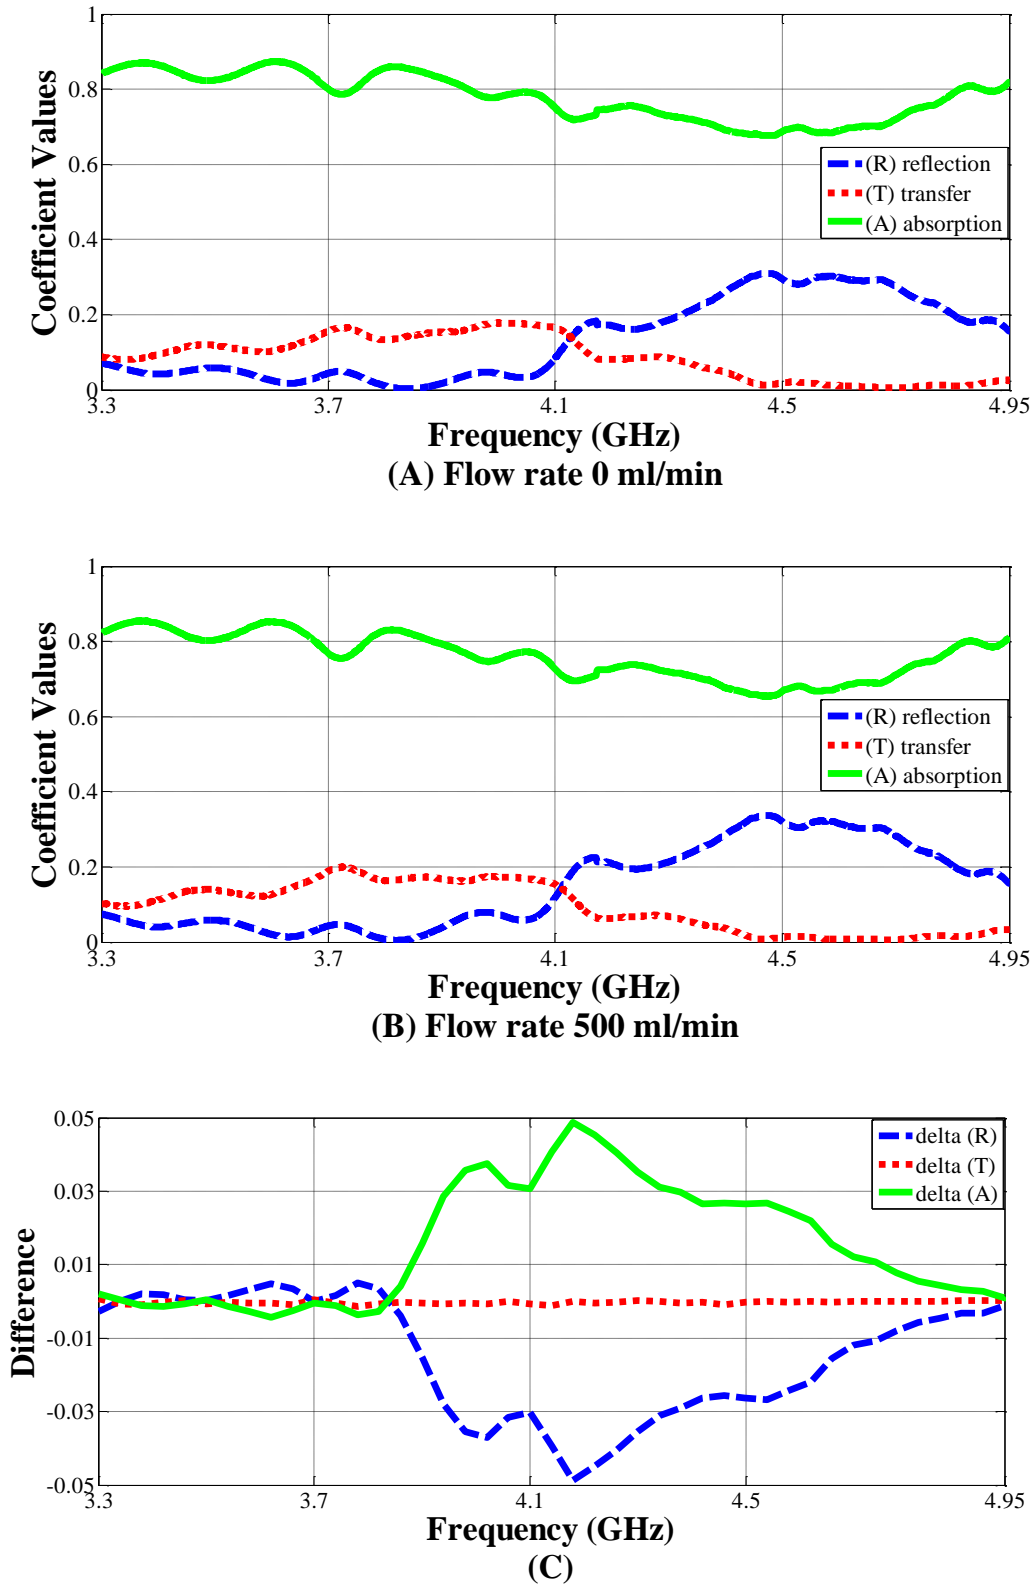 1
0.8
0.6
0.4
0.2
0
Coefficient Values
(R) reflection
(T) transfer
(A) absorption
3.3 3.7 4.1 4.5 4.95
Frequency (GHz)
(A) Flow rate 0 ml/min
1
0.8
0.6
0.4
0.2
0
Coefficient Values
(R) reflection
(T) transfer
(A) absorption
3.3 3.7 4.1 4.5 4.95
Frequency (GHz)
(B) Flow rate 500 ml/min
0.05
0.03
0.01
-0.01
-0.03
-0.05
Difference
delta (R)
delta (T)
delta (A)
3.3 3.7 4.1 4.5 4.95
Frequency (GHz)
(C)